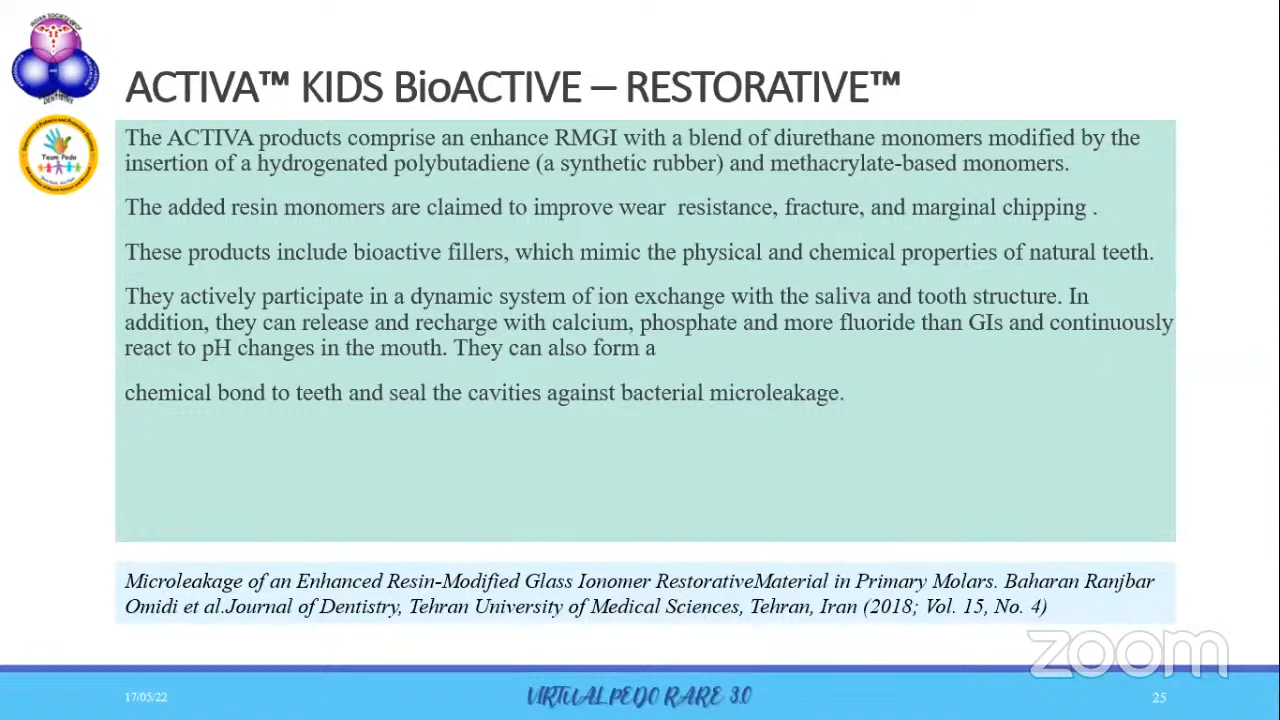 ACTIVA™ KIDS BioACTIVE – RESTORATIVE™
The ACTIVA products comprise an enhance RMGI with a blend of diurethane monomers modified by the
insertion of a hydrogenated polybutadiene (a synthetic rubber) and methacrylate-based monomers.
The added resin monomers are claimed to improve wear resistance, fracture, and marginal chipping .
These products include bioactive fillers, which mimic the physical and chemical properties of natural teeth.
They actively participate in a dynamic system of ion exchange with the saliva and tooth structure. In
addition, they can release and recharge with calcium, phosphate and more fluoride than GIs and continuously
react to pH changes in the mouth. They can also form a
chemical bond to teeth and seal the cavities against bacterial microleakage.
Microleakage of an Enhanced Resin-Modified Glass Ionomer RestorativeMaterial in Primary Molars. Baharan Ranjbar
Omidi et al.Journal of Dentistry, Tehran University of Medical Sciences, Tehran, Iran (2018; Vol. 15, No. 4)
zoom
17/05/22
VIRTUAL PEDO RARE 3.0
25
DENTISTRY
Team Pedo